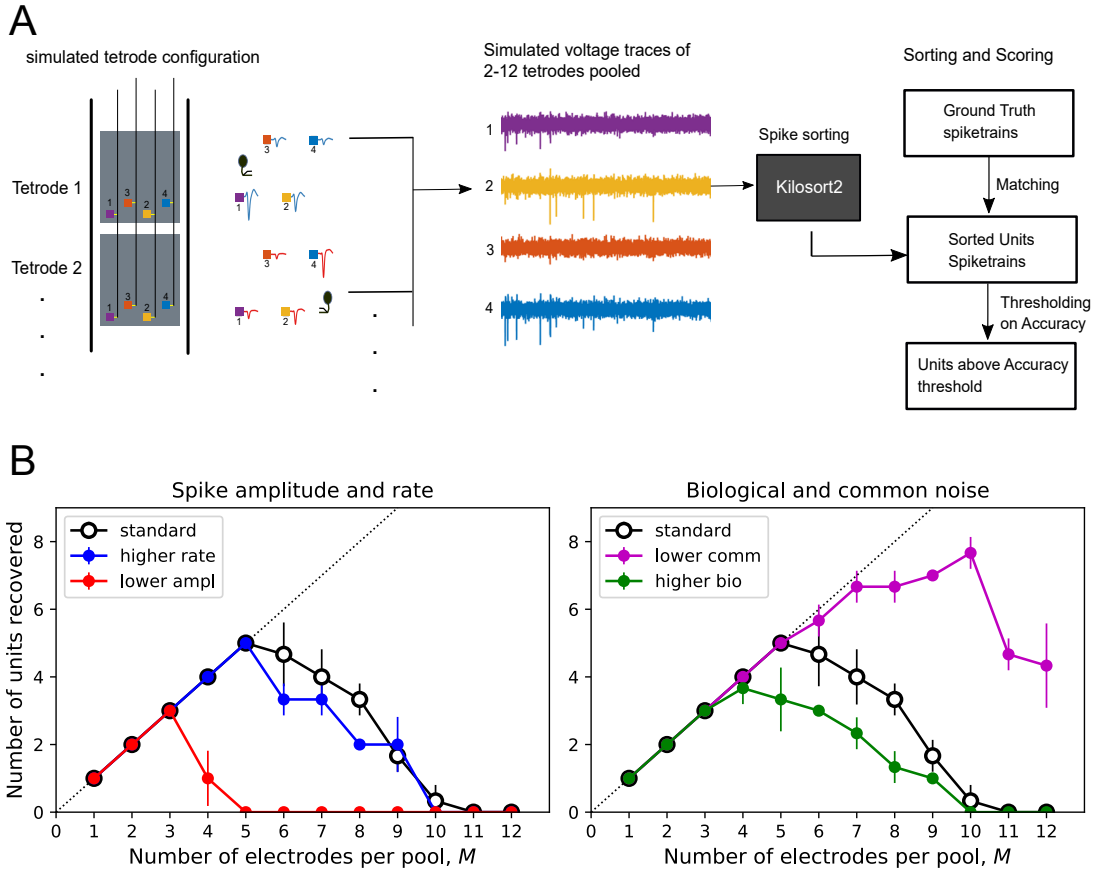 A
simulated tetrode configuration
Tetrode 1
3
4
1
2
Tetrode 2
3
4
1
2
3
4
1
2
3
4
1
2
Simulated voltage traces of
2-12 tetrodes pooled
1
2
3
4
Spike sorting
Kilosort2
Sorting and Scoring
Ground Truth
spiketrains
Matching
Sorted Units
Spiketrains
Thresholding
on Accuracy
Units above Accuracy
threshold
B
Spike amplitude and rate
standard
higher rate
lower ampl
Number of units recovered
8
6
4
2
0
0 1 2 3 4 5 6 7 8 9 10 11 12
Number of electrodes per pool, M
Biological and common noise
standard
lower comm
higher bio
8
6
4
2
0
0 1 2 3 4 5 6 7 8 9 10 11 12
Number of electrodes per pool, M